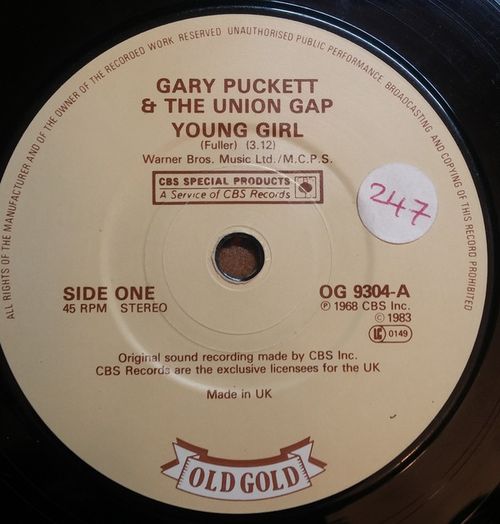 ALL RIGHTS OF THE MANUFACTURER AND OF THE OWNER OF THE RECORDED WORK RESERVED UNAUTHORISED PUBLIC PERFORMANCE, BROADCASTING AND COPYING OF THIS RECORD PROHIBITED
GARY PUCKETT
& THE UNION GAP
YOUNG GIRL
(Fuller) (3.12)
Warner Bros. Music Ltd./M.C.P.S.
CBS SPECIAL PRODUCTS
A Service of CBS Records
247
SIDE ONE
45 RPM STEREO
OG 9304-A
℗ 1968 CBS Inc.
© 1983
LC 0149
Original sound recording made by CBS Inc.
CBS Records are the exclusive licensees for the UK
Made in UK
OLD GOLD